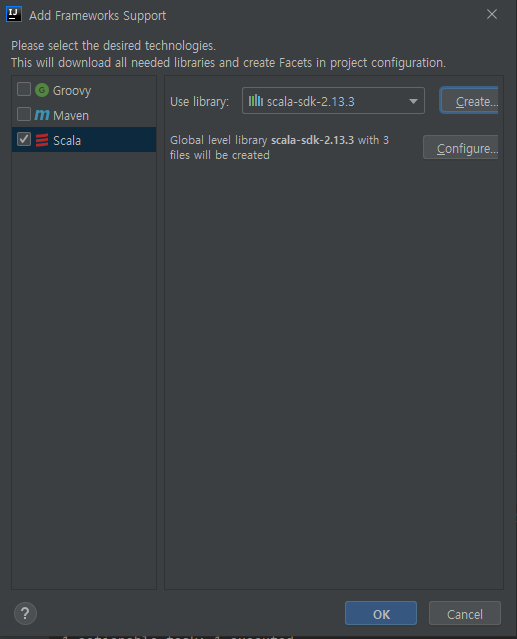 Add Frameworks Support
Please select the desired technologies.
This will download all needed libraries and create Facets in project configuration.
Groovy
Maven
Scala
Use library: scala-sdk-2.13.3 Create...
Global level library scala-sdk-2.13.3 with 3
files will be created
Configure...
? OK Cancel